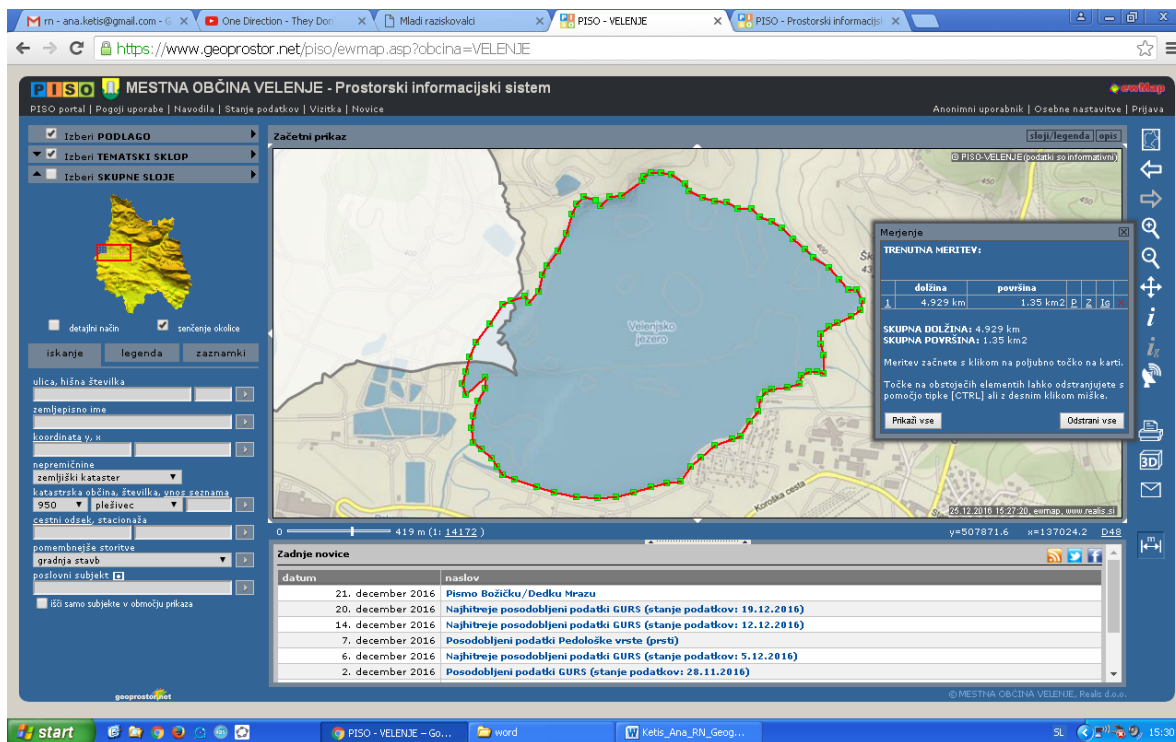 rn - ana.ketis@gmail.com - G
One Direction - They Don
Mladi raziskovalci
PISO - VELENJE
PISO - Prostorski informacijsk
https://www.geoprostor.net/piso/ewmap.asp?obcina=VELENJE
PISO MESTNA OBČINA VELENJE - Prostorski informacijski sistem
ewMap
PISO portal | Pogoji uporabe | Navodila | Stanje podatkov | Vizitka | Novice
Anonimni uporabnik | Osebne nastavitve | Prijava
Izberi PODLAGO
Izberi TEMATSKI SKLOP
Izberi SKUPNE SLOJE
detajlni način
senčenje okolice
iskanje
legenda
zaznamki
ulica, hišna številka
zemljepisno ime
koordinata y, x
nepremičnine
zemljiški kataster
katastrska občina, številka, vnos seznama
950
plešivec
cestni odsek, stacionaža
pomembnejše storitve
gradnja stavb
poslovni subjekt
išči samo subjekte v območju prikaza
geoprostor.net
Začetni prikaz
sloji/legenda
opis
© PISO-VELENJE (podatki so informativni)
450
450
400
Velenjsko
jezero
Koroška cesta
25.12.2016 15:27:20, ewmap, www.realis.si
Merjenje
TRENUTNA MERITEV:
dolžina
površina
1
4.929 km
1.35 km2
P
Z
Ig
SKUPNA DOLŽINA: 4.929 km
SKUPNA POVRŠINA: 1.35 km2
Meritev začnete s klikom na poljubno točko na karti.
Točke na obstoječih elementih lahko odstranjujete s
pomočjo tipke [CTRL] ali z desnim klikom miške.
Prikaži vse
Odstrani vse
3D
m
0
419 m (1: 14172 )
y=507871.6
x=137024.2
D48
Zadnje novice
datum
naslov
21. december 2016 Pismo Božičku/Dedku Mrazu
20. december 2016 Najhitreje posodobljeni podatki GURS (stanje podatkov: 19.12.2016)
14. december 2016 Najhitreje posodobljeni podatki GURS (stanje podatkov: 12.12.2016)
7. december 2016 Posodobljeni podatki Pedološke vrste (prsti)
6. december 2016 Najhitreje posodobljeni podatki GURS (stanje podatkov: 5.12.2016)
2. december 2016 Posodobljeni podatki GURS (stanje podatkov: 28.11.2016)
© MESTNA OBČINA VELENJE, Realis d.o.o.
start
PISO - VELENJE – Go...
word
Ketis_Ana_RN_Geog...
SL
15:30